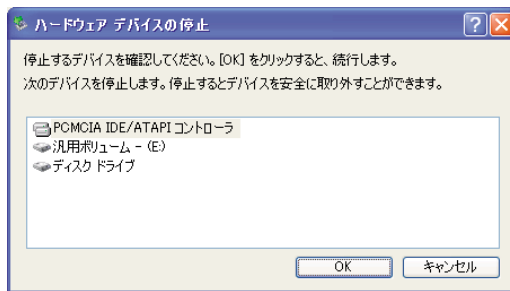 ハードウェア デバイスの停止
停止するデバイスを確認してください。[OK] をクリックすると、続行します。
次のデバイスを停止します。停止するとデバイスを安全に取り外すことができます。
PCMCIA IDE/ATAPI コントローラ
汎用ボリューム - (E:)
ディスク ドライブ
OK キャンセル